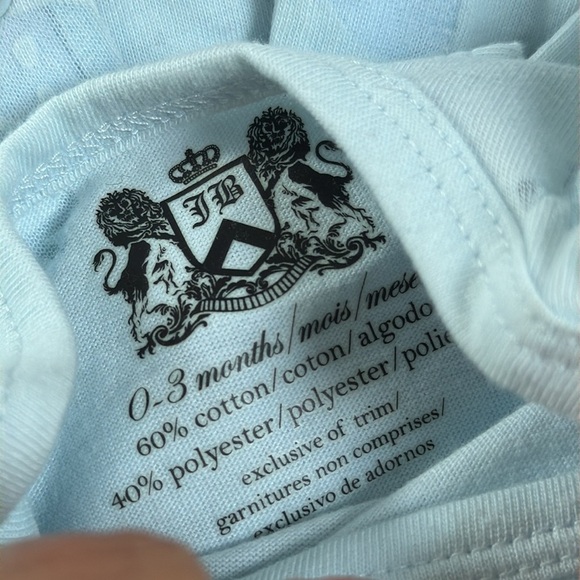 JB
0-3 months/mois/mese
60% cotton/coton/algodo
40% polyester/polyester/polié
exclusive of trim/
garnitures non comprises/
exclusivo de adornos